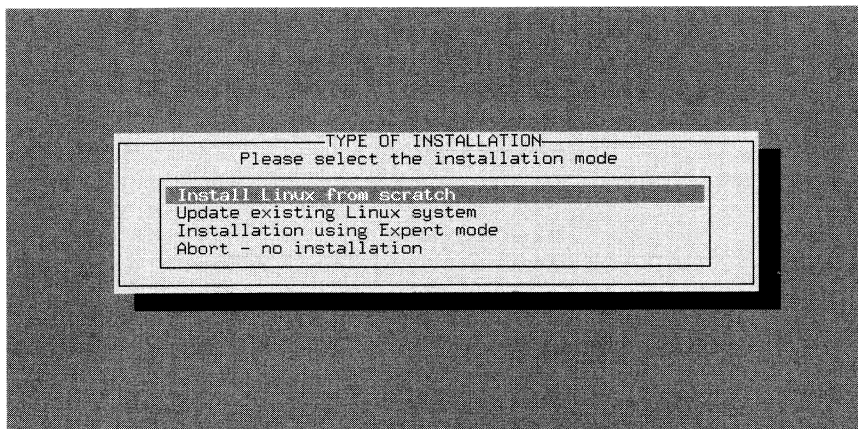 TYPE OF INSTALLATION
Please select the installation mode
Install Linux from scratch
Update existing Linux system
Installation using Expert mode
Abort - no installation